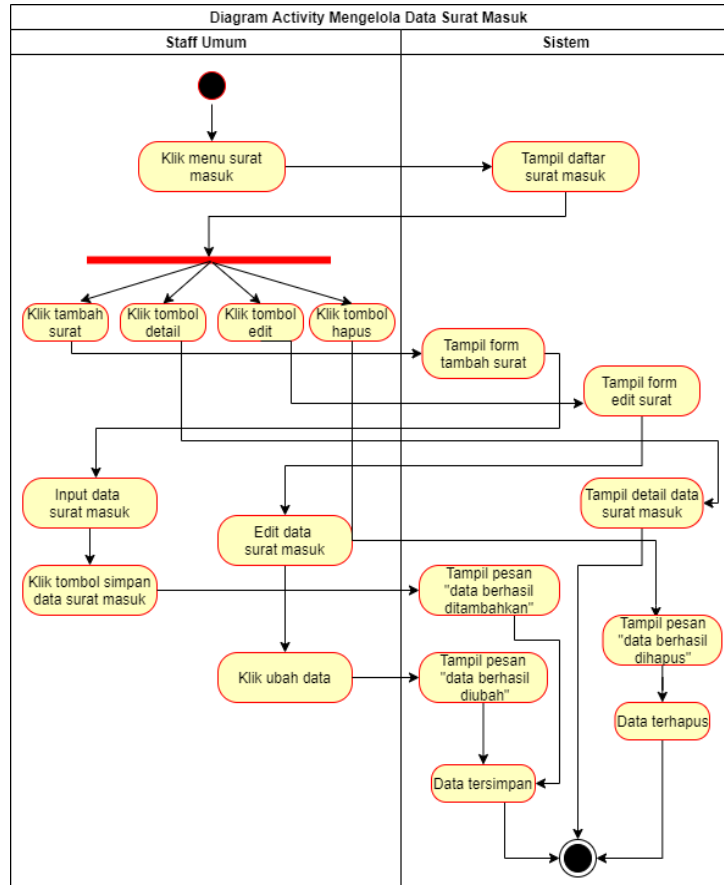 Diagram Activity Mengelola Data Surat Masuk
Staff Umum
Sistem
Klik menu surat
masuk
Tampil daftar
surat masuk
Klik tambah
surat
Klik tombol
detail
Klik tombol
edit
Klik tombol
hapus
Tampil form
tambah surat
Tampil form
edit surat
Input data
surat masuk
Tampil detail data
surat masuk
Edit data
surat masuk
Klik tombol simpan
data surat masuk
Tampil pesan
"data berhasil
ditambahkan"
Tampil pesan
"data berhasil
dihapus"
Klik ubah data
Tampil pesan
"data berhasil
diubah"
Data terhapus
Data tersimpan